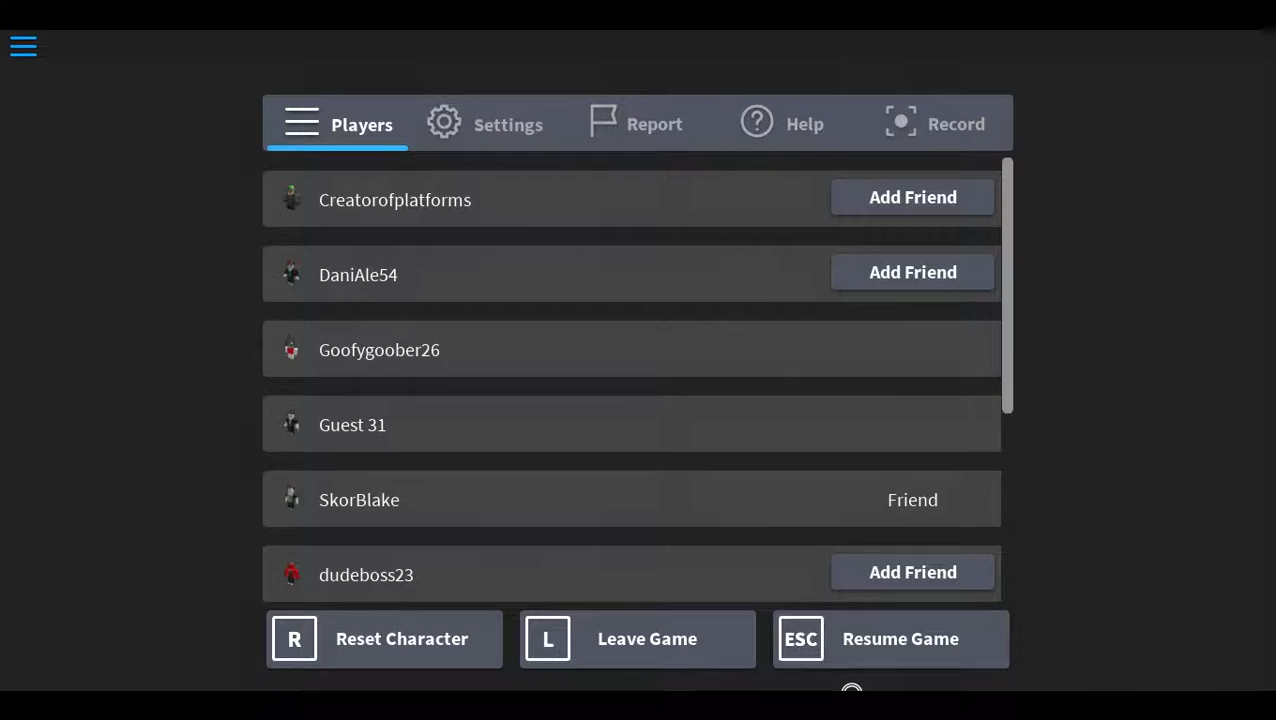 Players Settings Report Help Record
Creatorofplatforms Add Friend
DaniAle54 Add Friend
Goofygoober26
Guest 31
SkorBlake Friend
dudeboss23 Add Friend
R Reset Character L Leave Game ESC Resume Game